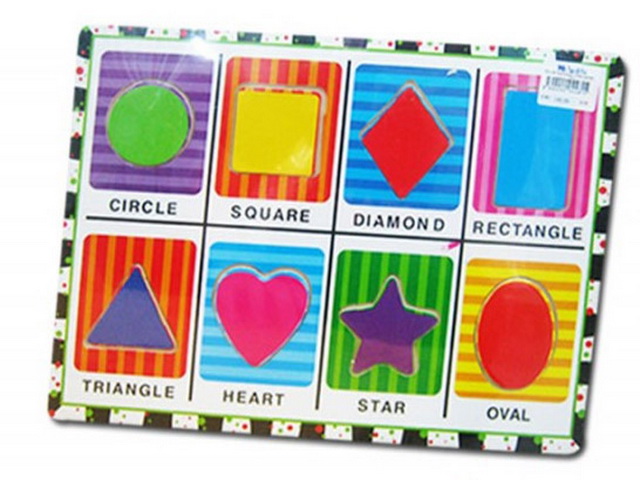 CIRCLE
SQUARE
DIAMOND
RECTANGLE
TRIANGLE
HEART
STAR
OVAL